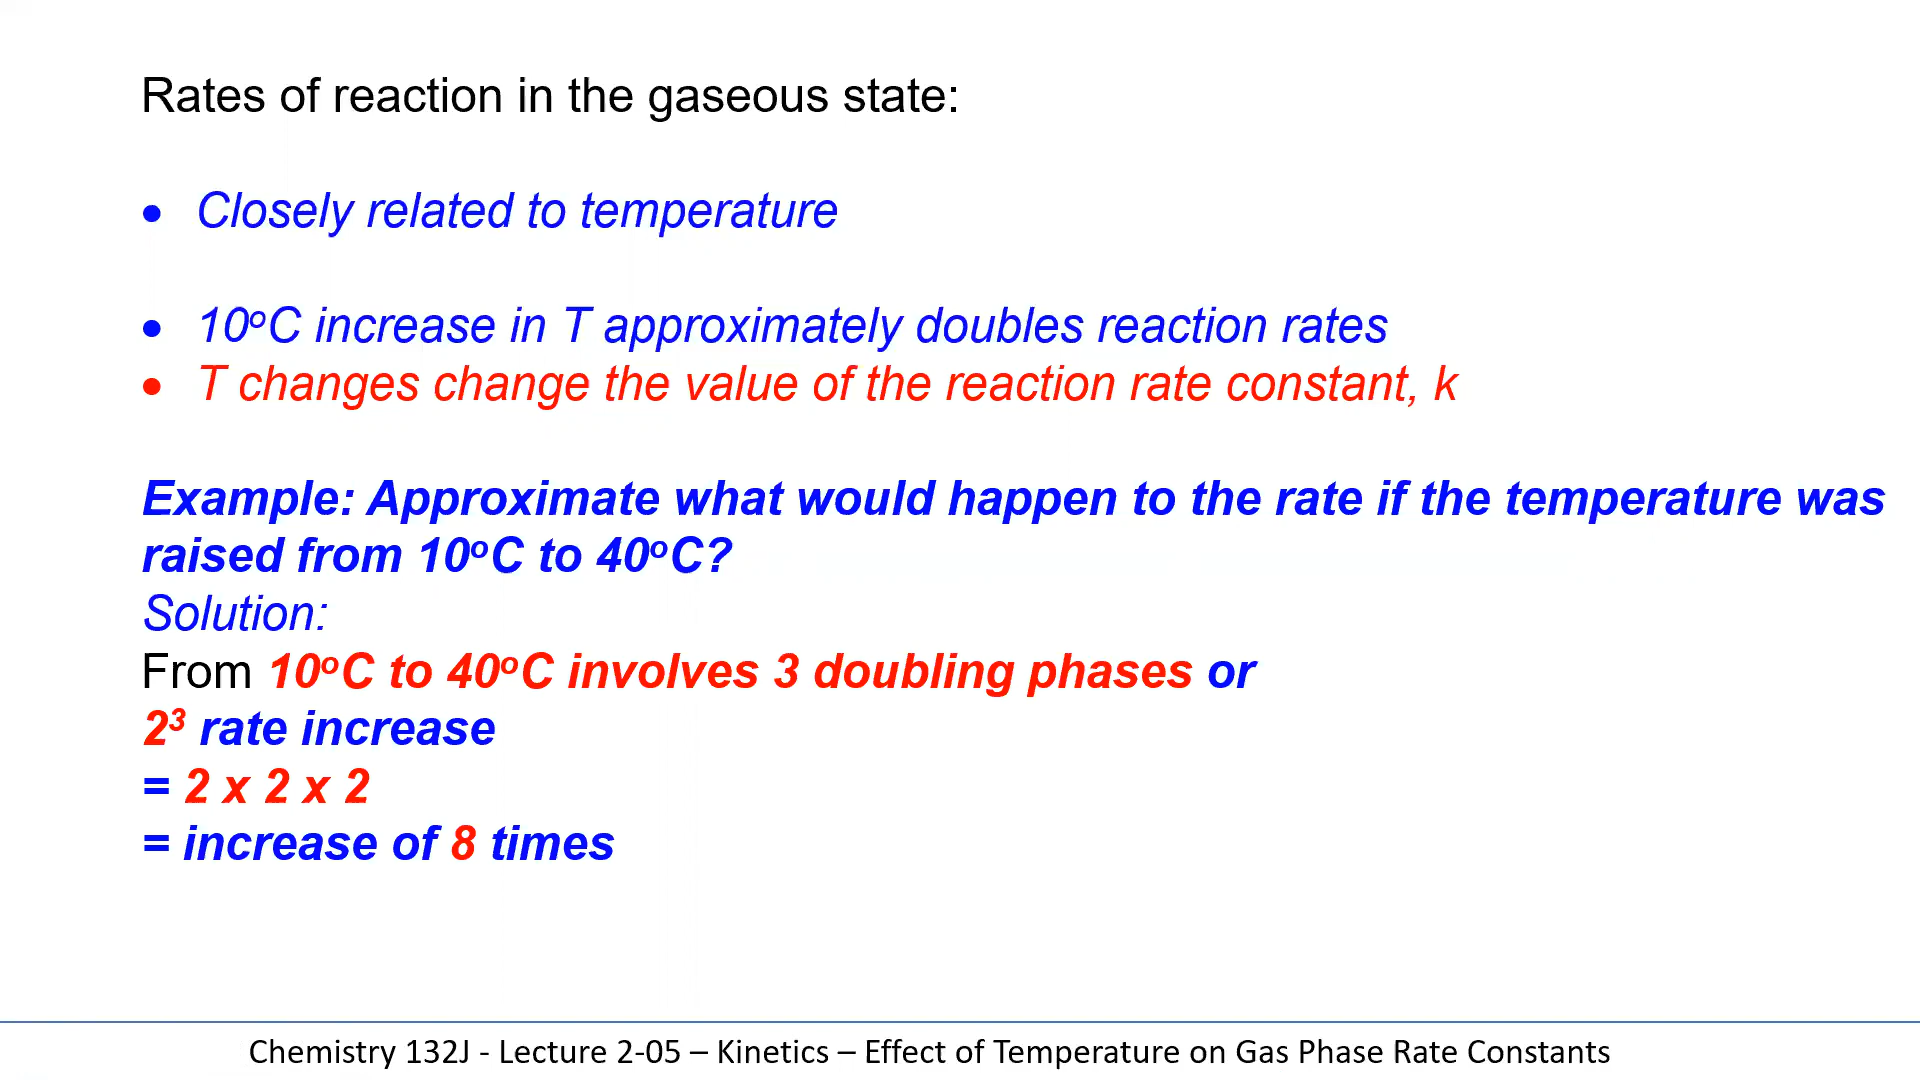 Rates of reaction in the gaseous state:
• Closely related to temperature
• 10ᵒC increase in T approximately doubles reaction rates
• T changes change the value of the reaction rate constant, k
Example: Approximate what would happen to the rate if the temperature was
raised from 10ᵒC to 40ᵒC?
Solution:
From 10ᵒC to 40ᵒC involves 3 doubling phases or
2³ rate increase
= 2 x 2 x 2
= increase of 8 times
Chemistry 132J - Lecture 2-05 – Kinetics – Effect of Temperature on Gas Phase Rate Constants